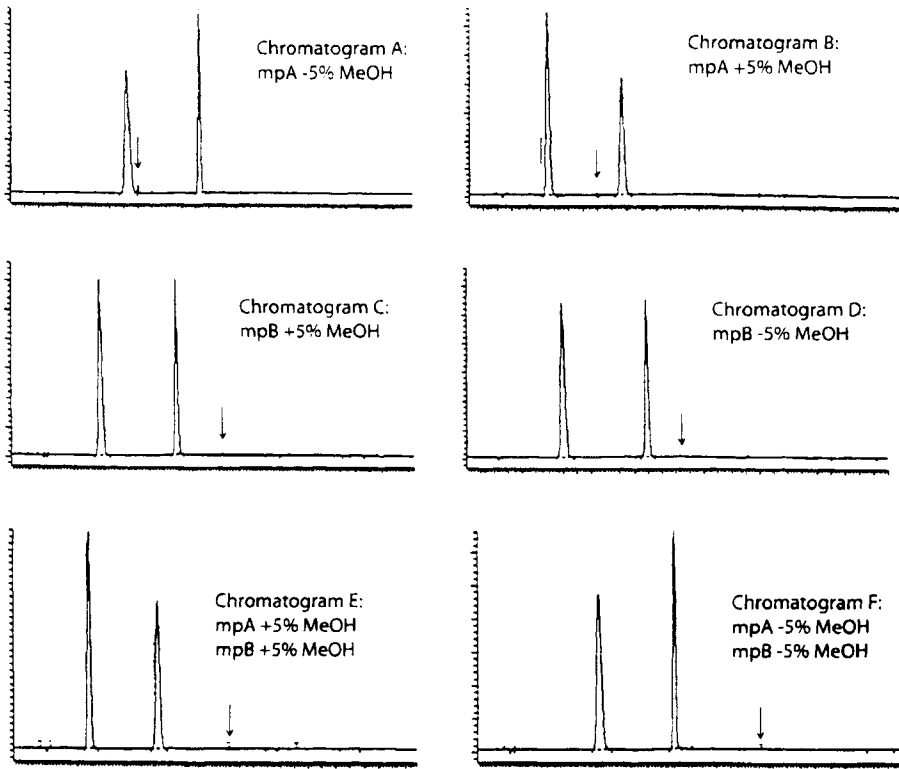 Chromatogram A:
mpA -5% MeOH
Chromatogram B:
mpA +5% MeOH
Chromatogram C:
mpB +5% MeOH
Chromatogram D:
mpB -5% MeOH
Chromatogram E:
mpA +5% MeOH
mpB +5% MeOH
Chromatogram F:
mpA -5% MeOH
mpB -5% MeOH